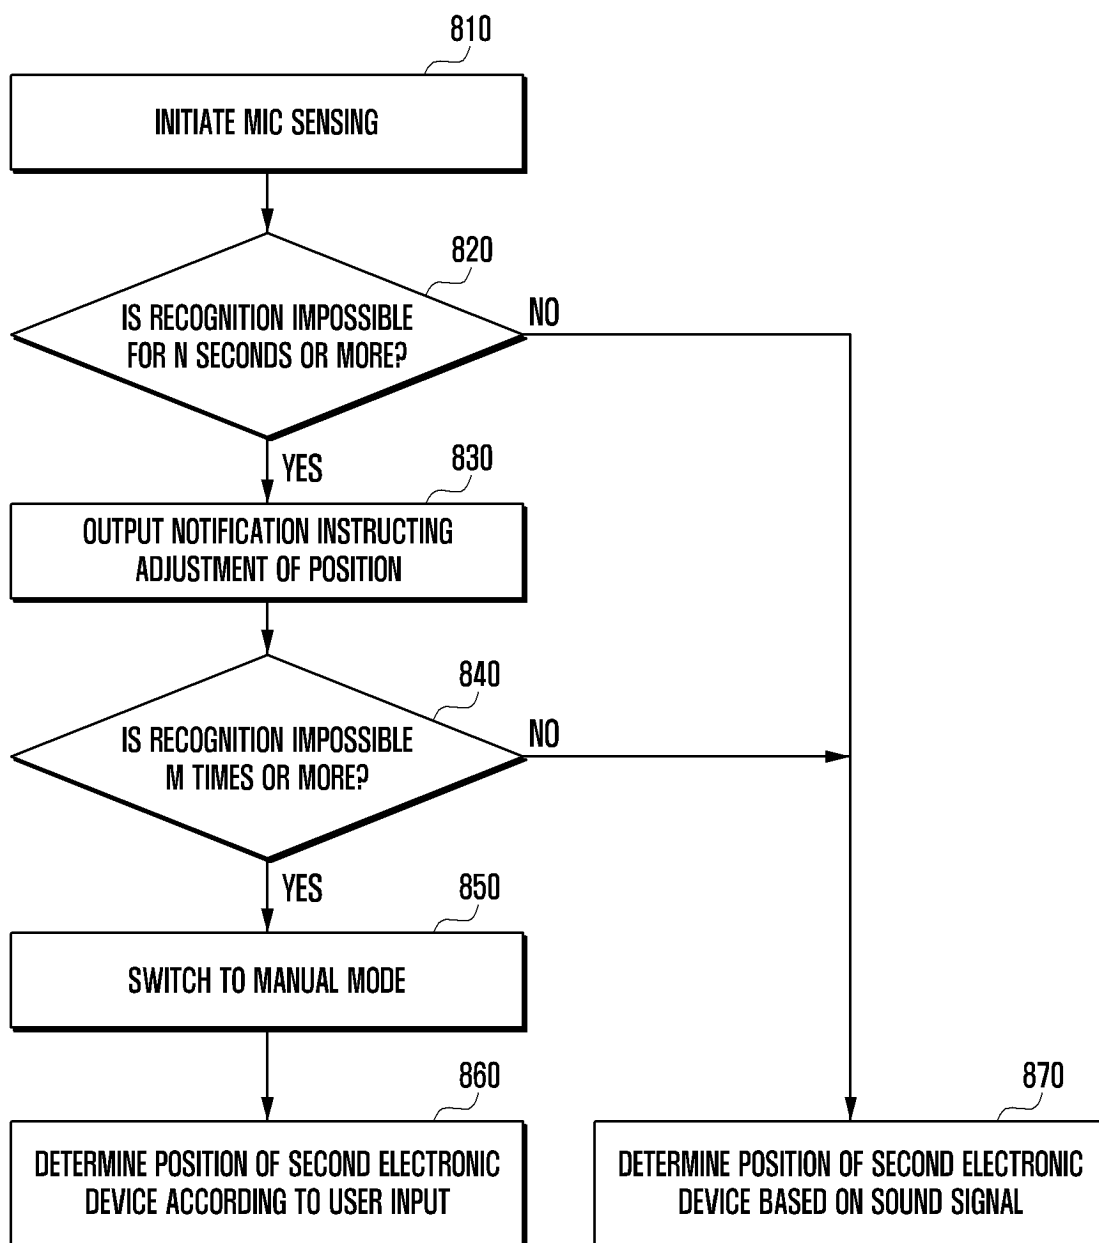 810
INITIATE MIC SENSING
820
IS RECOGNITION IMPOSSIBLE
FOR N SECONDS OR MORE?
NO
YES
830
OUTPUT NOTIFICATION INSTRUCTING
ADJUSTMENT OF POSITION
840
IS RECOGNITION IMPOSSIBLE
M TIMES OR MORE?
NO
YES
850
SWITCH TO MANUAL MODE
860
DETERMINE POSITION OF SECOND ELECTRONIC
DEVICE ACCORDING TO USER INPUT
870
DETERMINE POSITION OF SECOND ELECTRONIC
DEVICE BASED ON SOUND SIGNAL